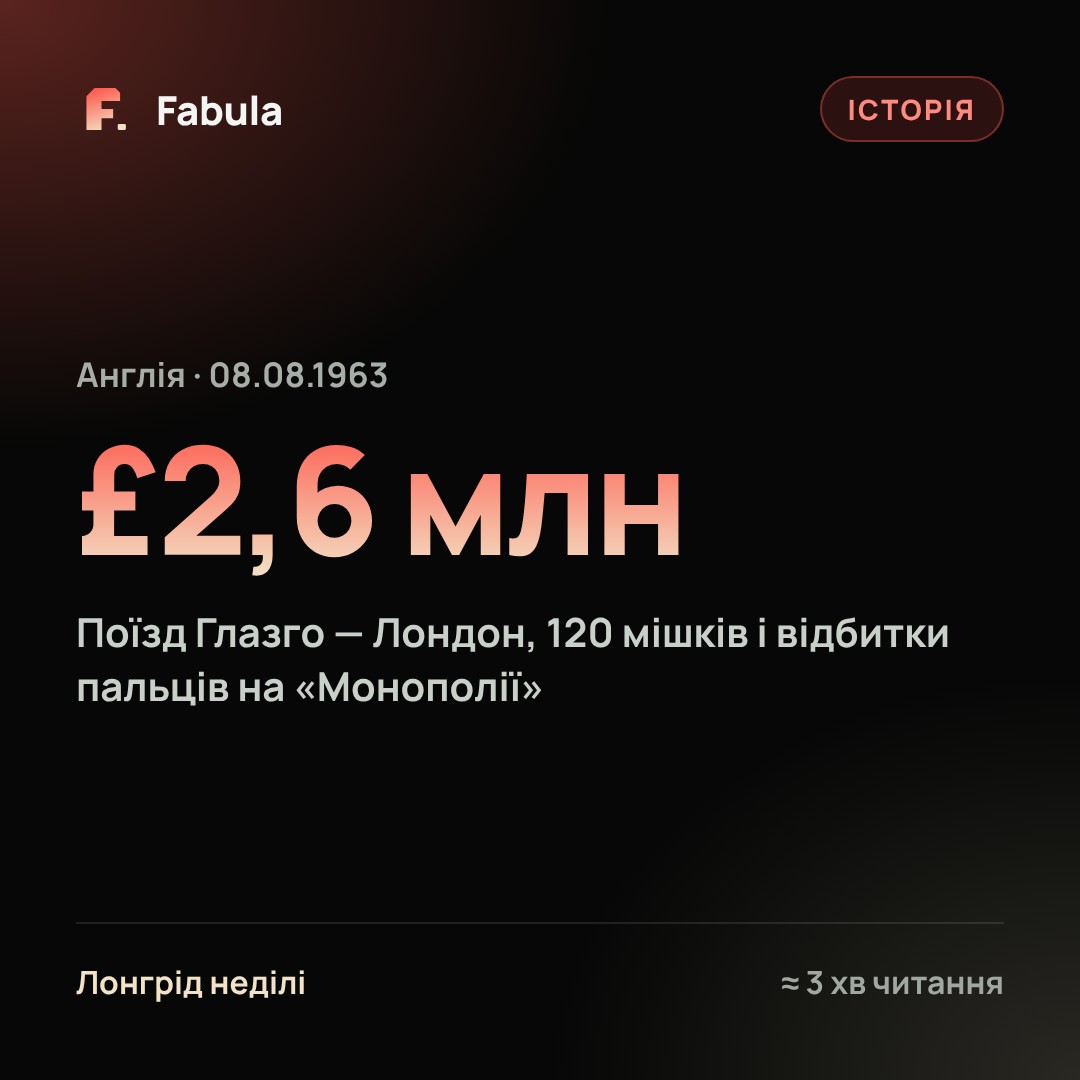 F. Fabula
ІСТОРІЯ
Англія · 08.08.1963
£2,6 млн
Поїзд Глазго — Лондон, 120 мішків і відбитки
пальців на «Монополії»
Лонгрід неділі
≈ 3 хв читання